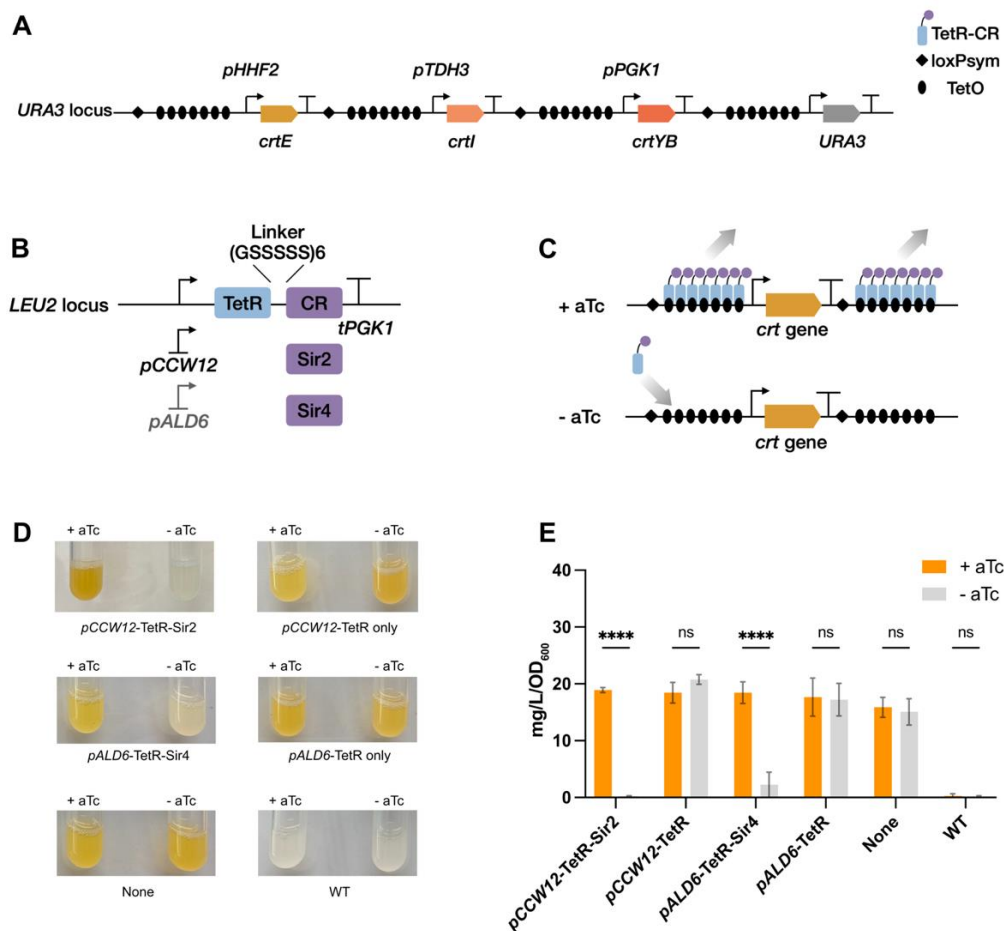 A
pHHF2
pTDH3
pPGK1
TetR-CR
loxPsym
TetO
URA3 locus
crtE
crtI
crtYB
URA3
B
Linker
(GSSSSSS)6
LEU2 locus
TetR
CR
tPGK1
pCCW12
Sir2
pALD6
Sir4
C
+ aTc
crt gene
- aTc
crt gene
D
+ aTc - aTc
+ aTc - aTc
pCCW12-TetR-Sir2
pCCW12-TetR only
+ aTc - aTc
+ aTc - aTc
pALD6-TetR-Sir4
pALD6-TetR only
+ aTc - aTc
+ aTc - aTc
None
WT
E
+ aTc
- aTc
mg/L/OD600
40
30
20
10
0
**** ns **** ns ns ns
pCCW12-TetR-Sir2
pCCW12-TetR
pALD6-TetR-Sir4
pALD6-TetR
None
WT